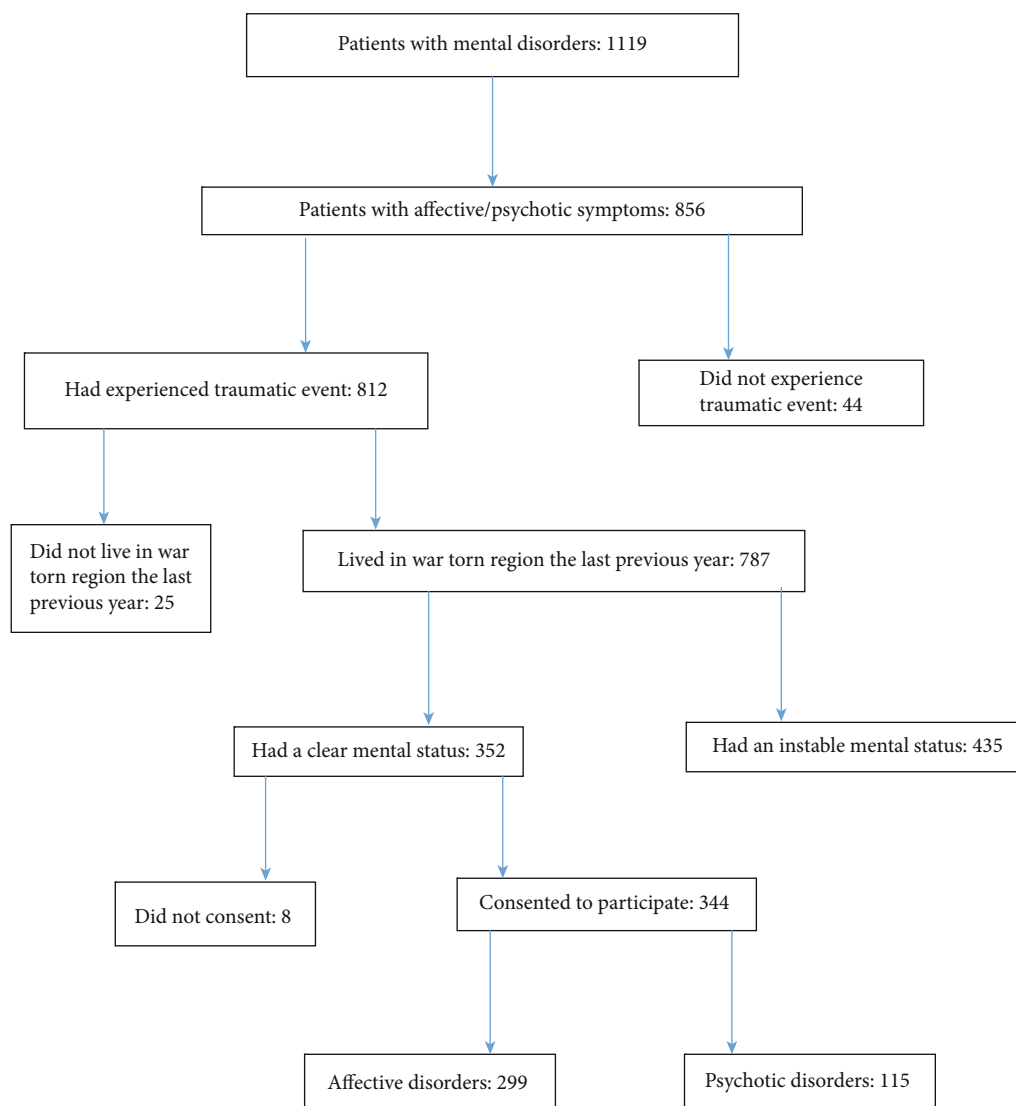 Patients with mental disorders: 1119
Patients with affective/psychotic symptoms: 856
Had experienced traumatic event: 812
Did not experience
traumatic event: 44
Did not live in war
torn region the last
previous year: 25
Lived in war torn region the last previous year: 787
Had a clear mental status: 352
Had an instable mental status: 435
Did not consent: 8
Consented to participate: 344
Affective disorders: 299
Psychotic disorders: 115